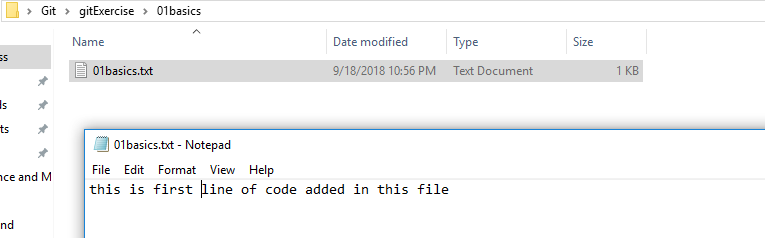 Git > gitExercise > 01basics
Name Date modified Type Size
ss
01basics.txt 9/18/2018 10:56 PM Text Document 1 KB
ls
ts
01basics.txt - Notepad
File Edit Format View Help
nce and M
this is first line of code added in this file
nd